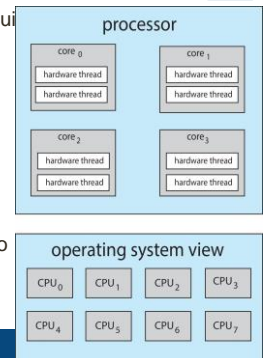 ui
processor
core 0 core 1
hardware thread hardware thread
hardware thread hardware thread
core 2 core 3
hardware thread hardware thread
hardware thread hardware thread
o
operating system view
CPU0 CPU1 CPU2 CPU3
CPU4 CPU5 CPU6 CPU7